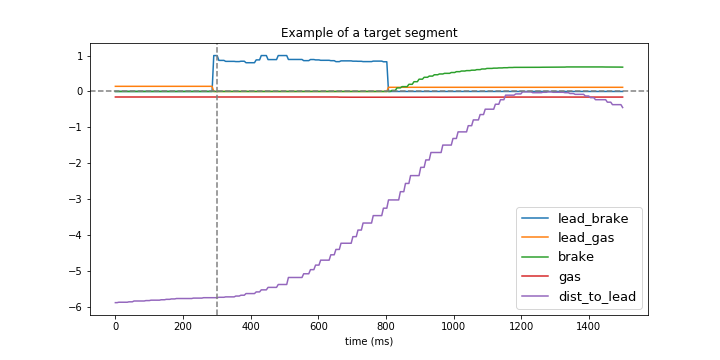 Example of a target segment
1
0
−1
−2
−3
−4
−5
−6
0
200
400
600
800
1000
1200
1400
time (ms)
lead_brake
lead_gas
brake
gas
dist_to_lead